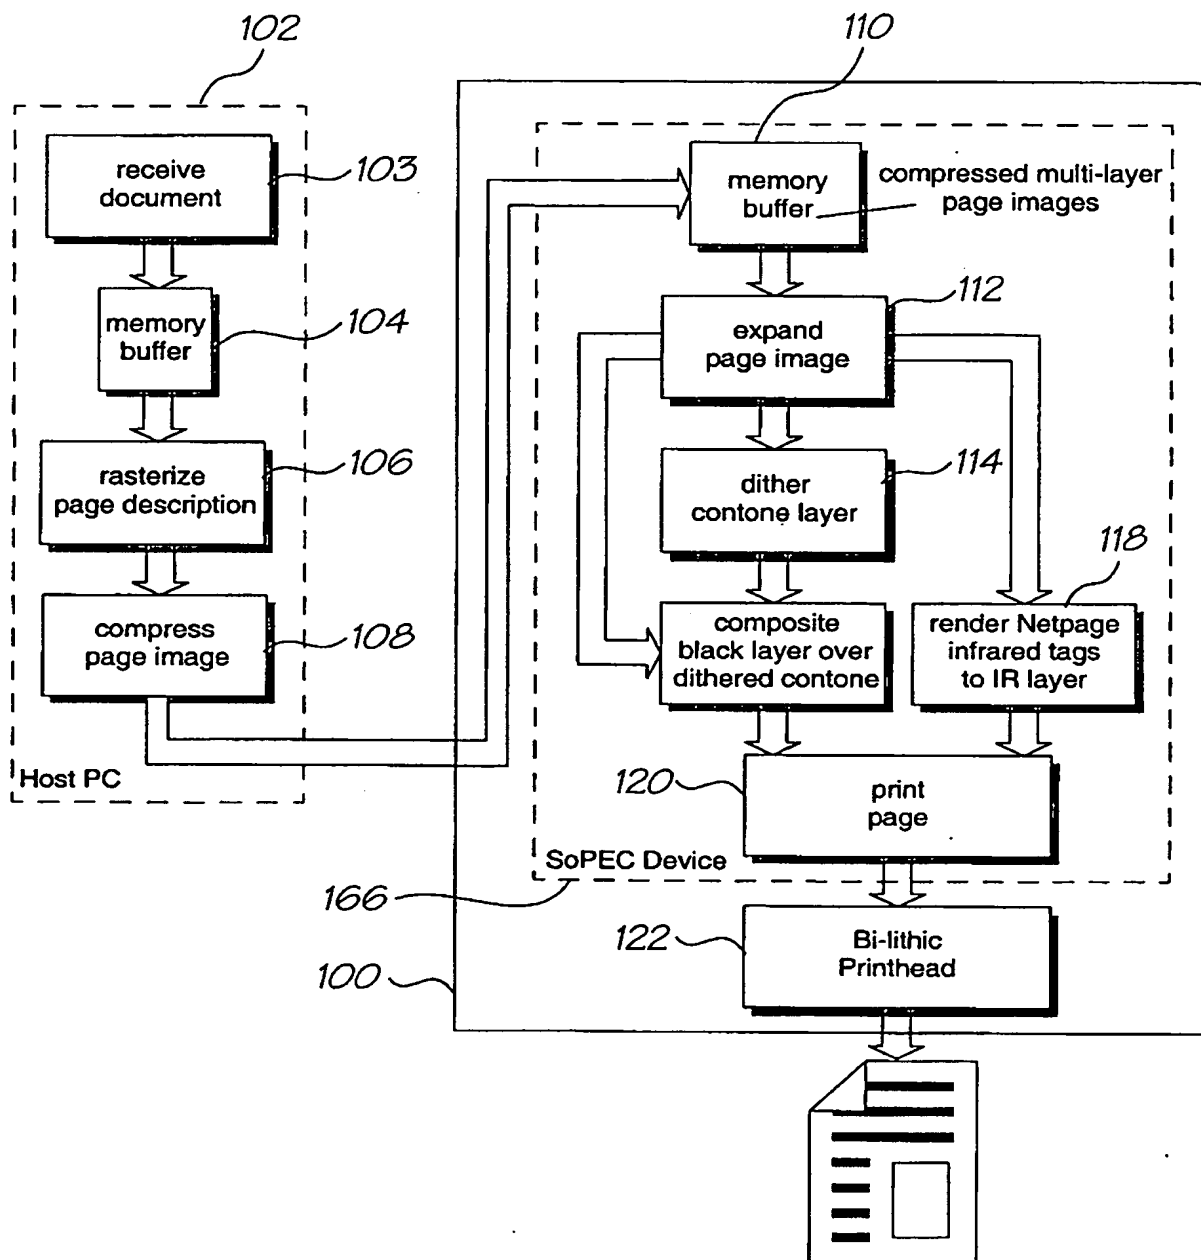 102
receive
document
103
memory
buffer
104
rasterize
page description
106
compress
page image
108
Host PC
110
memory
buffer
compressed multi-layer
page images
expand
page image
112
dither
contone layer
114
composite
black layer over
dithered contone
118
render Netpage
infrared tags
to IR layer
120
print
page
SoPEC Device
166
122
Bi-lithic
Printhead
100